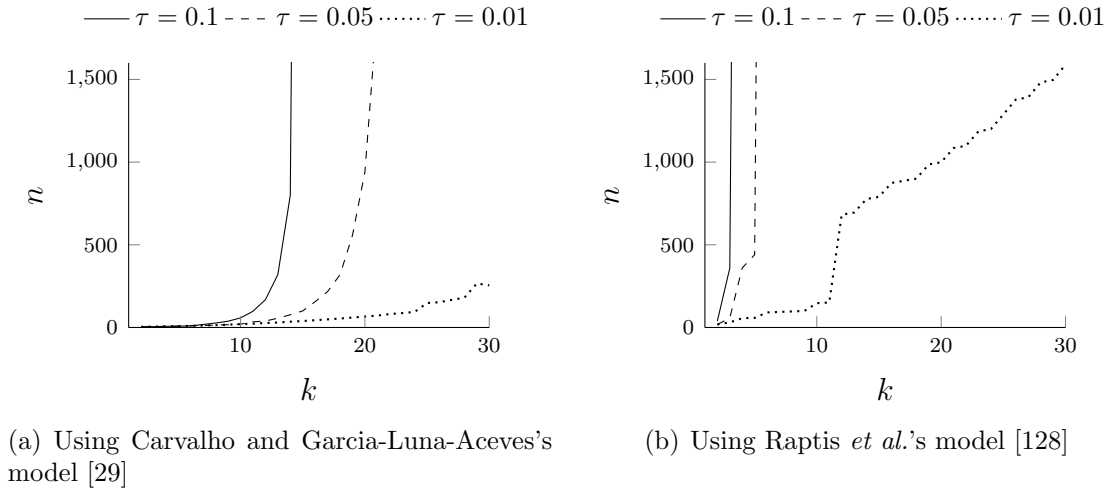 τ = 0.1 τ = 0.05 τ = 0.01
1,500
1,000
500
0
10 20 30
n
k
(a) Using Carvalho and Garcia-Luna-Aceves's
model [29]
τ = 0.1 τ = 0.05 τ = 0.01
1,500
1,000
500
0
10 20 30
n
k
(b) Using Raptis et al.'s model [128]